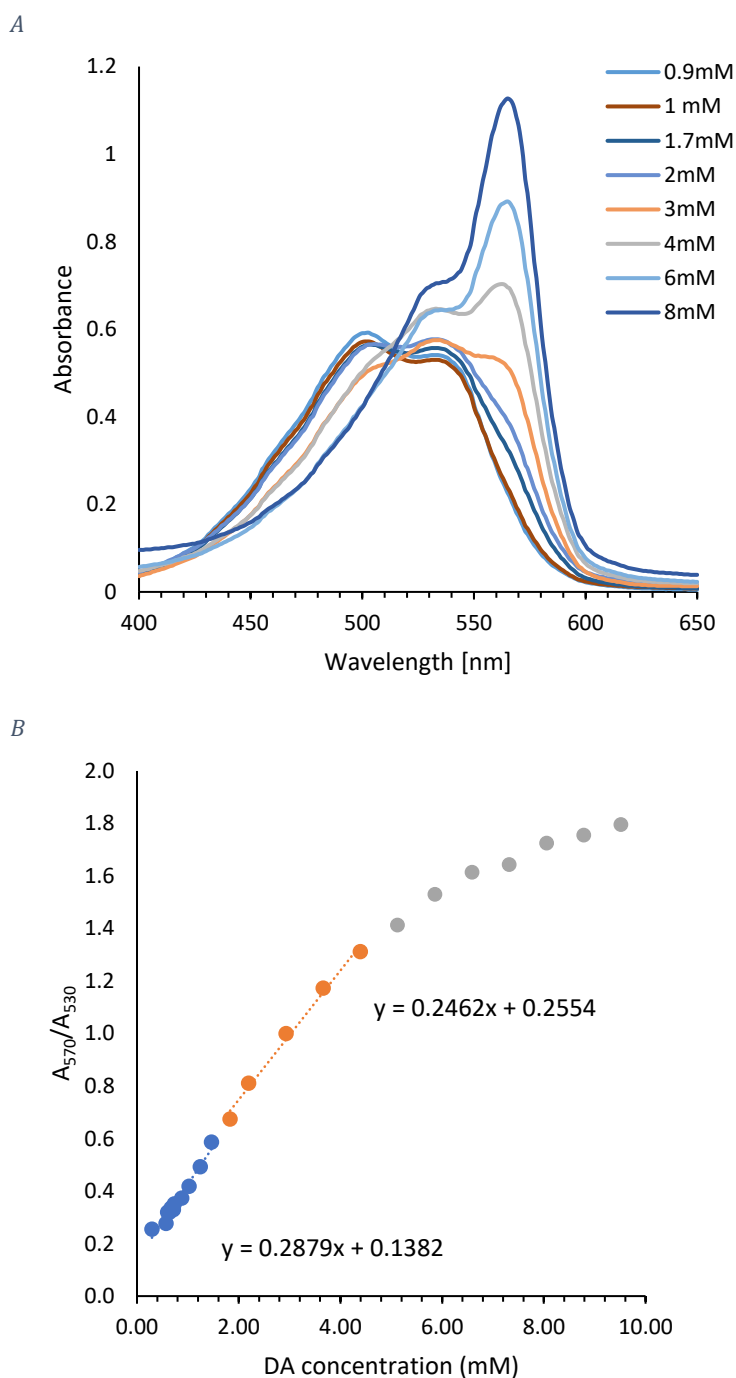 A
1.2
1
0.8
0.6
0.4
0.2
0
Absorbance
400
450
500
550
600
650
Wavelength [nm]
0.9mM
1 mM
1.7mM
2mM
3mM
4mM
6mM
8mM
B
2.0
1.8
1.6
1.4
1.2
1.0
0.8
0.6
0.4
0.2
0.0
A570/A530
y = 0.2462x + 0.2554
y = 0.2879x + 0.1382
0.00
2.00
4.00
6.00
8.00
10.00
DA concentration (mM)